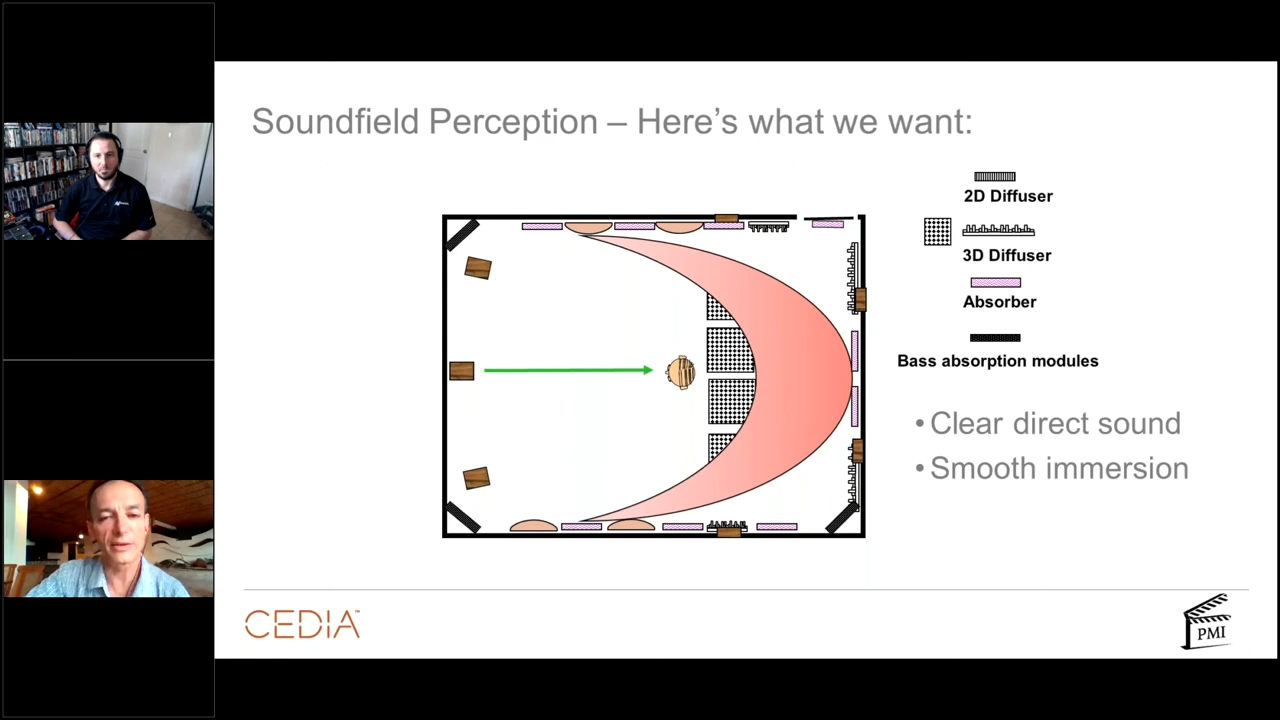 Soundfield Perception – Here's what we want:
2D Diffuser
3D Diffuser
Absorber
Bass absorption modules
• Clear direct sound
• Smooth immersion
CEDIA™
PMI